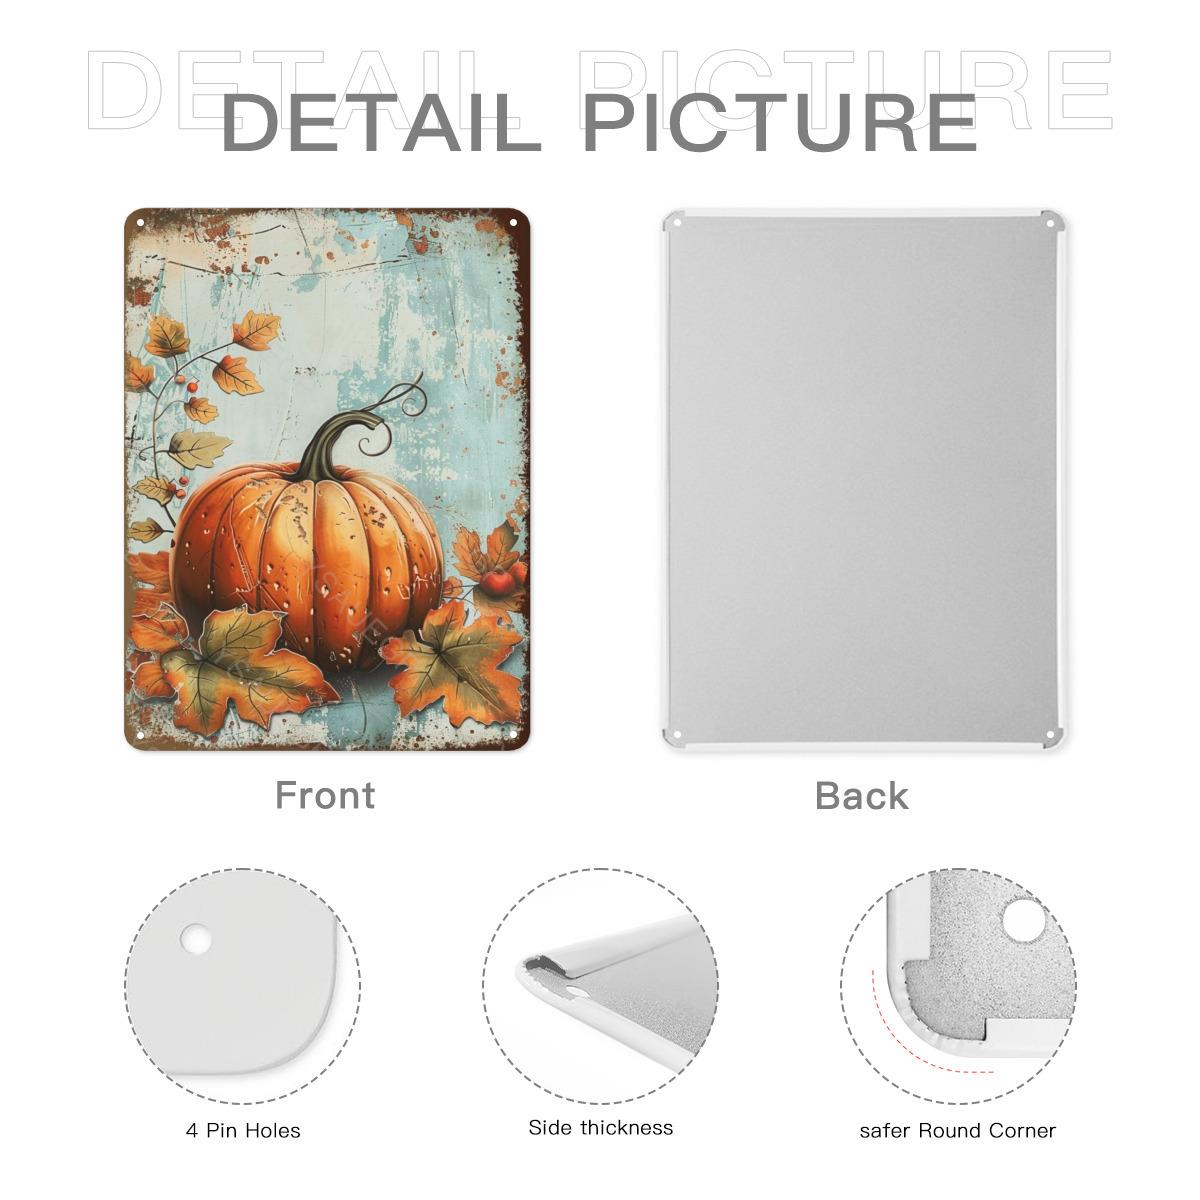 DETAIL PICTURE
DETAIL PICTURE
Front
Back
4 Pin Holes
Side thickness
safer Round Corner